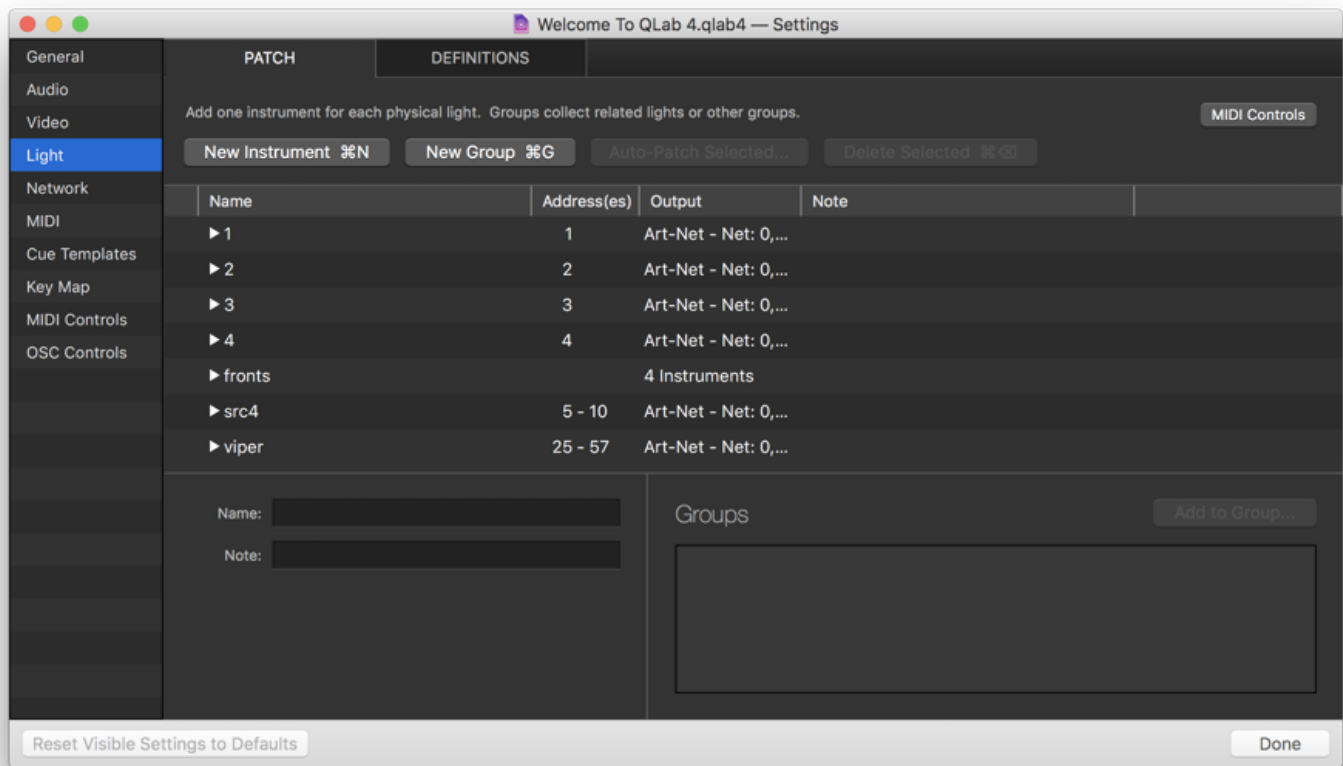 Welcome To QLab 4.qlab4 — Settings
General
Audio
Video
Light
Network
MIDI
Cue Templates
Key Map
MIDI Controls
OSC Controls
PATCH DEFINITIONS
Add one instrument for each physical light. Groups collect related lights or other groups.
MIDI Controls
New Instrument ⌘N New Group ⌘G Auto-Patch Selected... Delete Selected ⌘⌫
Name Address(es) Output Note
▶ 1 1 Art-Net - Net: 0,...
▶ 2 2 Art-Net - Net: 0,...
▶ 3 3 Art-Net - Net: 0,...
▶ 4 4 Art-Net - Net: 0,...
▶ fronts 4 Instruments
▶ src4 5 - 10 Art-Net - Net: 0,...
▶ viper 25 - 57 Art-Net - Net: 0,...
Name:
Note:
Groups
Add to Group...
Reset Visible Settings to Defaults
Done